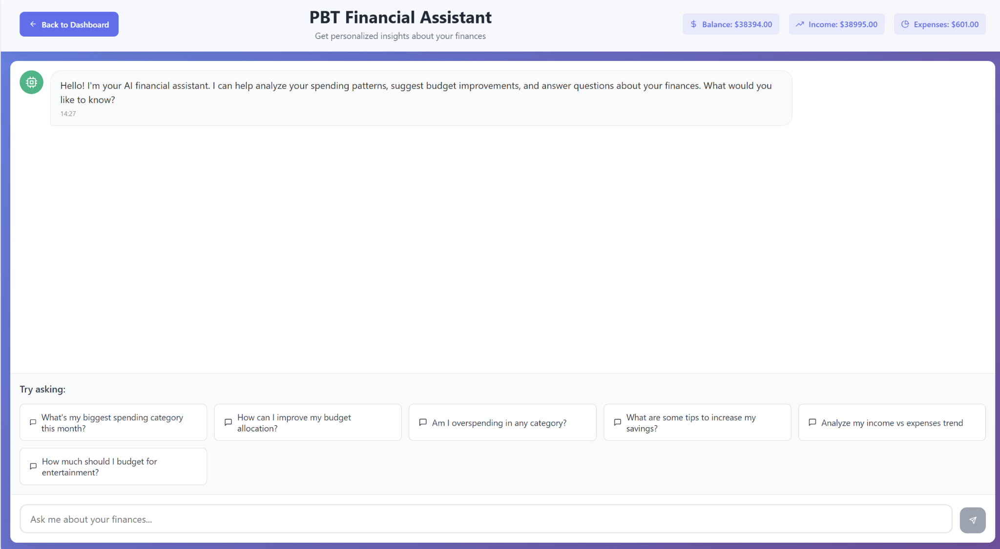 Back to Dashboard
PBT Financial Assistant
Get personalized insights about your finances
Balance: $38394.00
Income: $38995.00
Expenses: $601.00
Hello! I'm your AI financial assistant. I can help analyze your spending patterns, suggest budget improvements, and answer questions about your finances. What would you
like to know?
14:27
Try asking:
What's my biggest spending category
this month?
How can I improve my budget
allocation?
Am I overspending in any category?
What are some tips to increase my
savings?
Analyze my income vs expenses trend
How much should I budget for
entertainment?
Ask me about your finances...